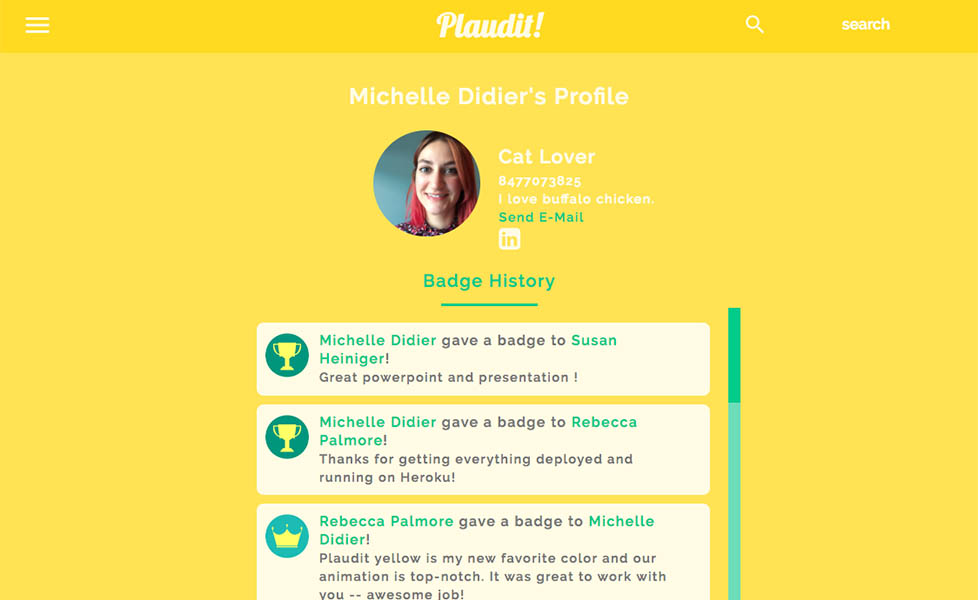 Plaudit!
search
Michelle Didier's Profile
Cat Lover
8477073825
I love buffalo chicken.
Send E-Mail
in
Badge History
Michelle Didier gave a badge to Susan
Heiniger!
Great powerpoint and presentation !
Michelle Didier gave a badge to Rebecca
Palmore!
Thanks for getting everything deployed and
running on Heroku!
Rebecca Palmore gave a badge to Michelle
Didier!
Plaudit yellow is my new favorite color and our
animation is top-notch. It was great to work with
you -- awesome job!